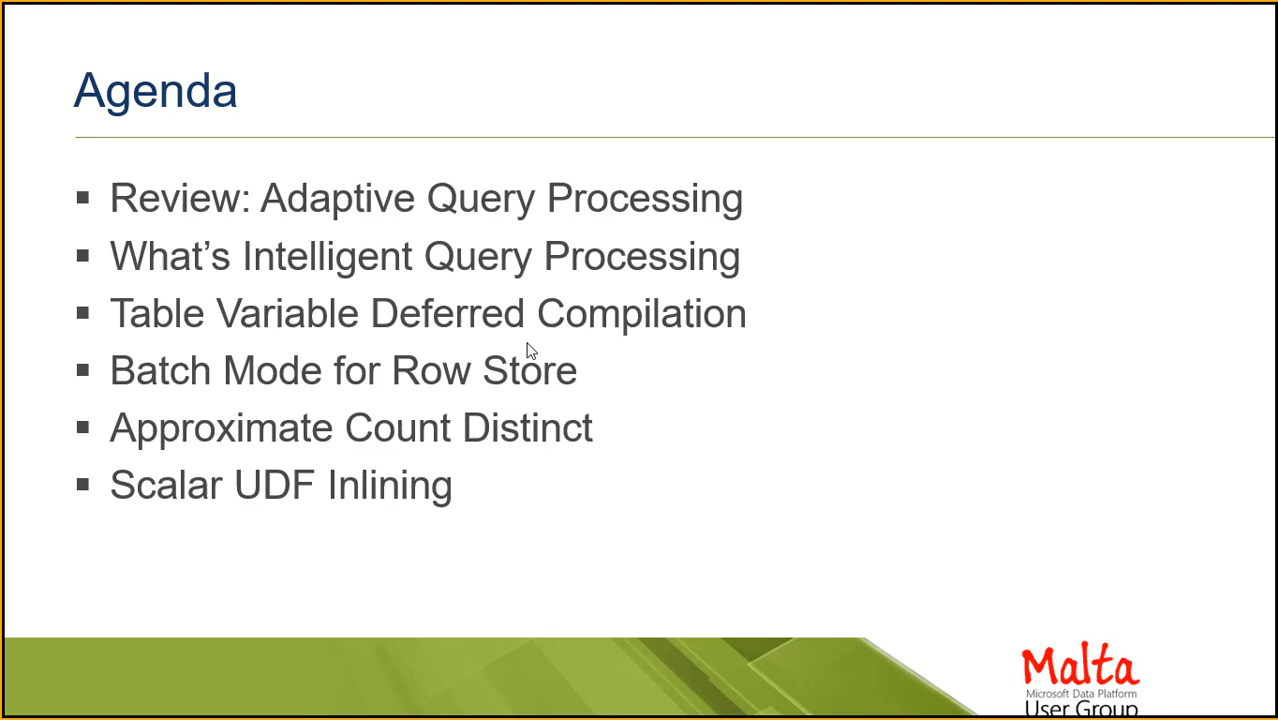 Agenda
▪ Review: Adaptive Query Processing
▪ What’s Intelligent Query Processing
▪ Table Variable Deferred Compilation
▪ Batch Mode for Row Store
▪ Approximate Count Distinct
▪ Scalar UDF Inlining
Malta
Microsoft Data Platform
User Group